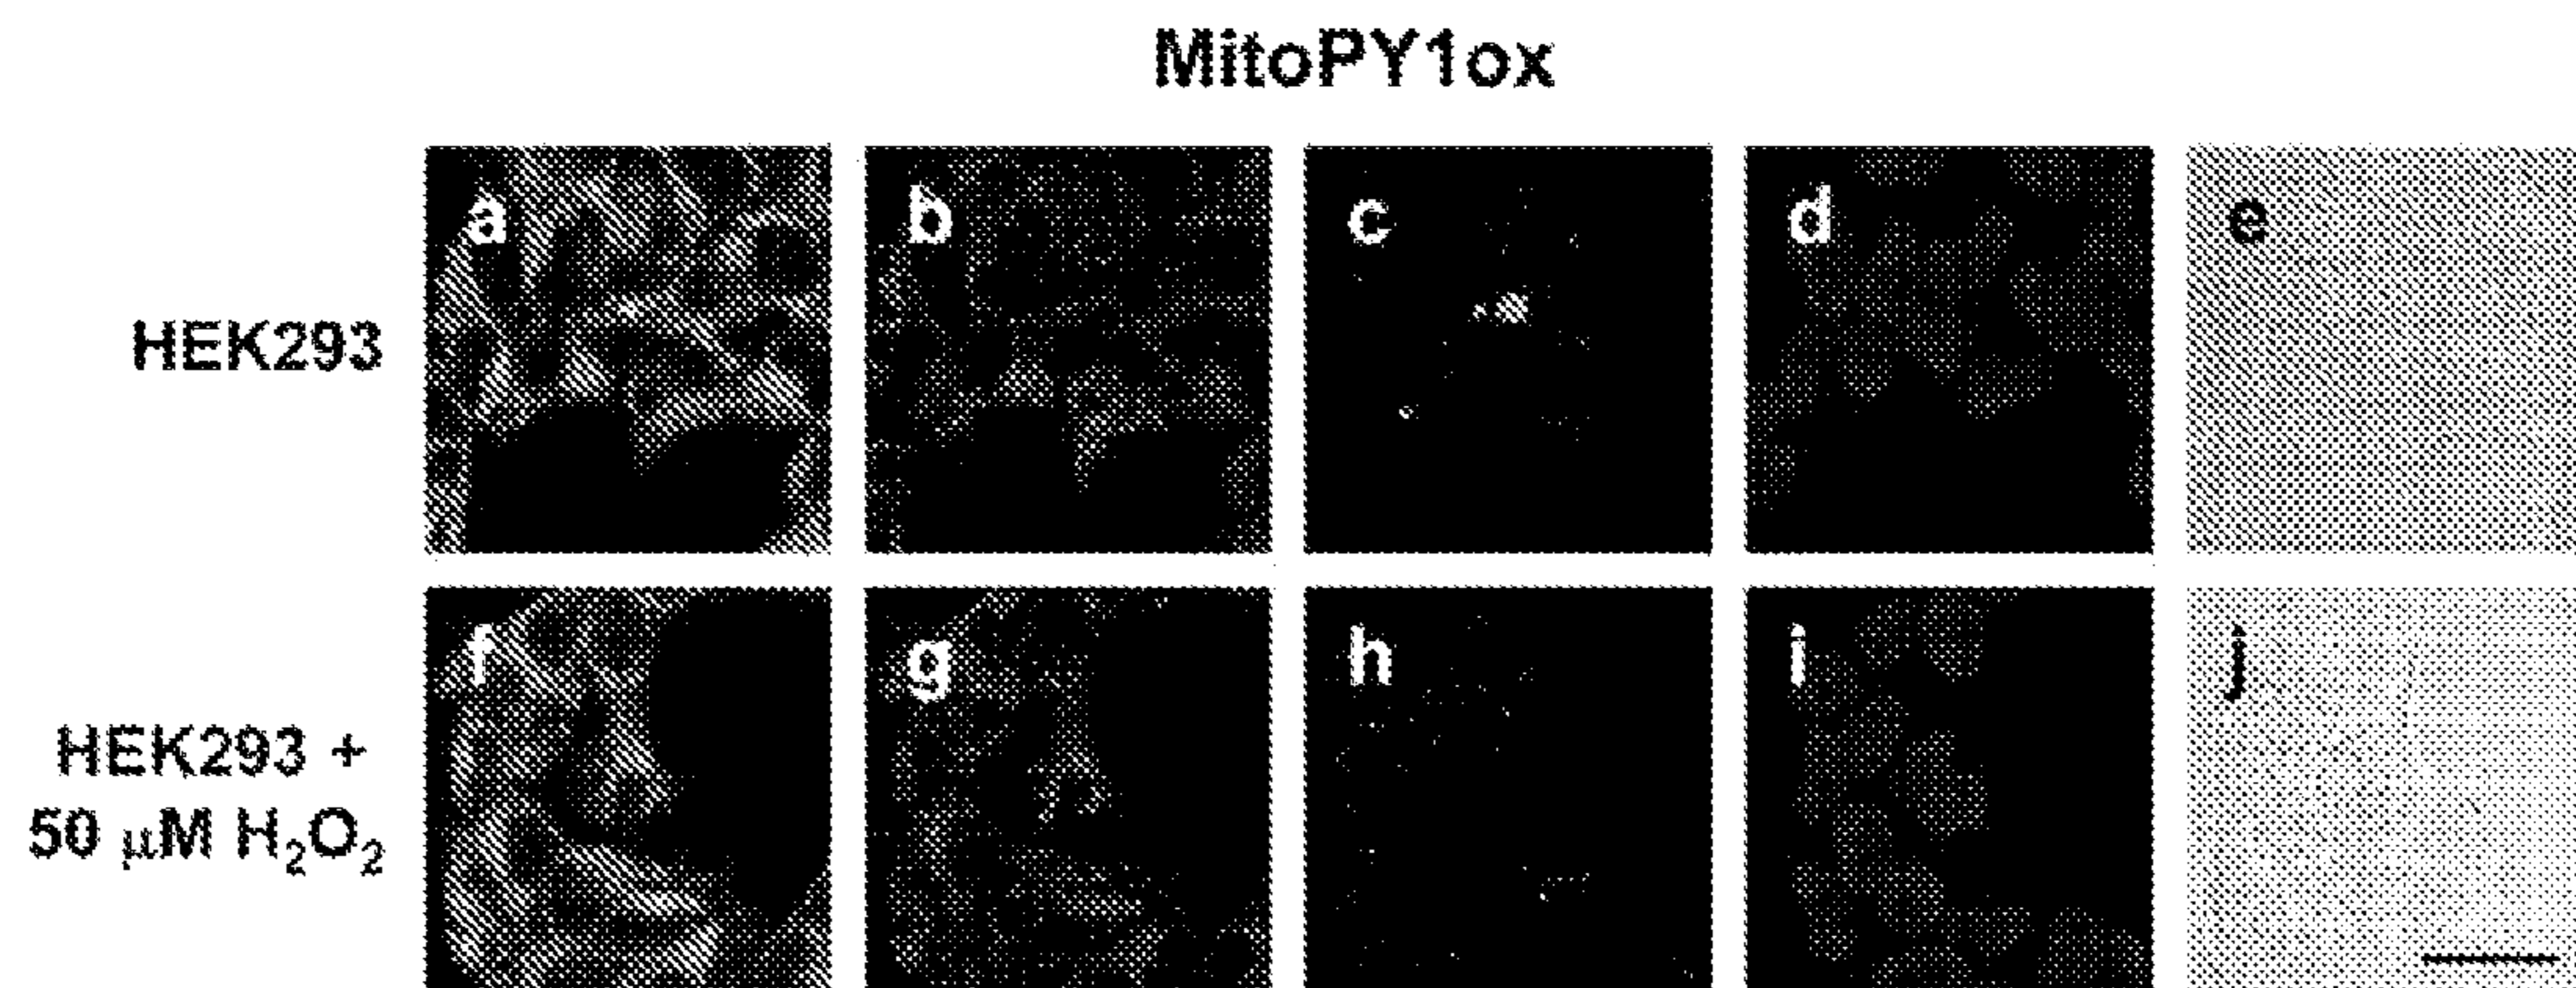 MitoPY1ox
a b c d e
HEK293
f g h i j
HEK293 +
50 μM H₂O₂